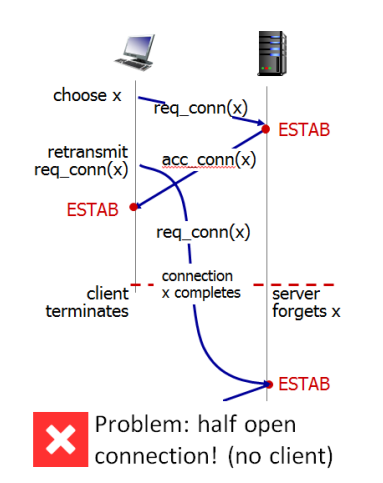 choose x
req_conn(x)
ESTAB
retransmit
req_conn(x)
acc_conn(x)
ESTAB
req_conn(x)
connection
x completes
client
terminates
server
forgets x
ESTAB
Problem: half open
connection! (no client)